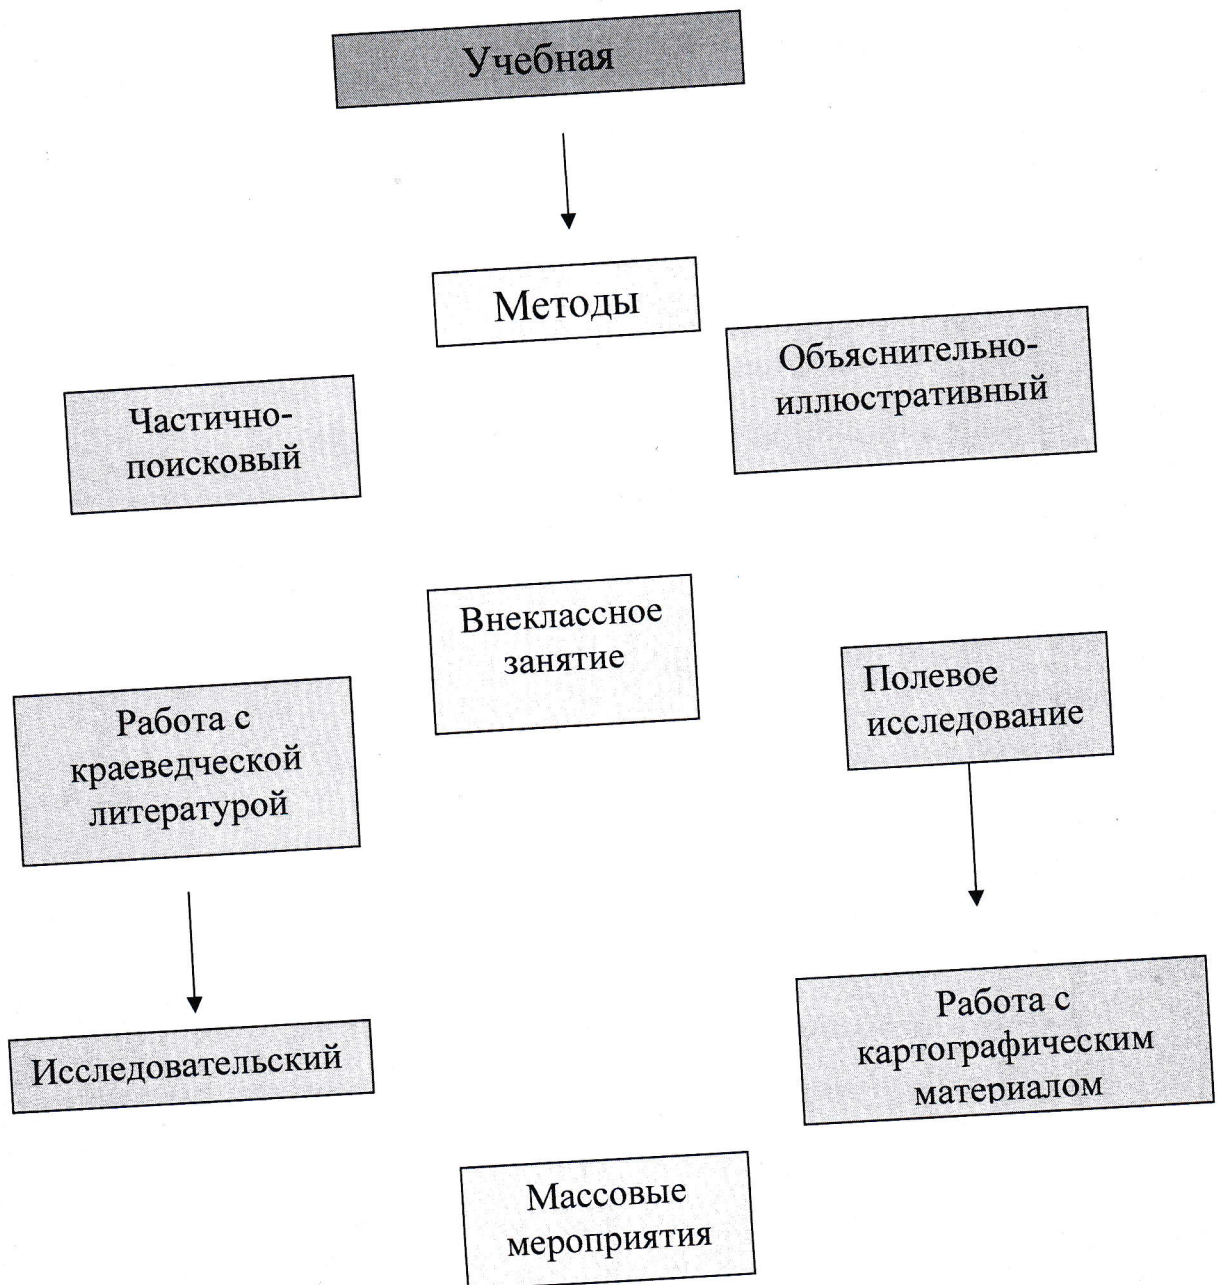 Учебная
Методы
Объяснительно-
иллюстративный
Частично-
поисковый
Внеклассное
занятие
Полевое
исследование
Работа с
краеведческой
литературой
Работа с
картографическим
материалом
Исследовательский
Массовые
мероприятия